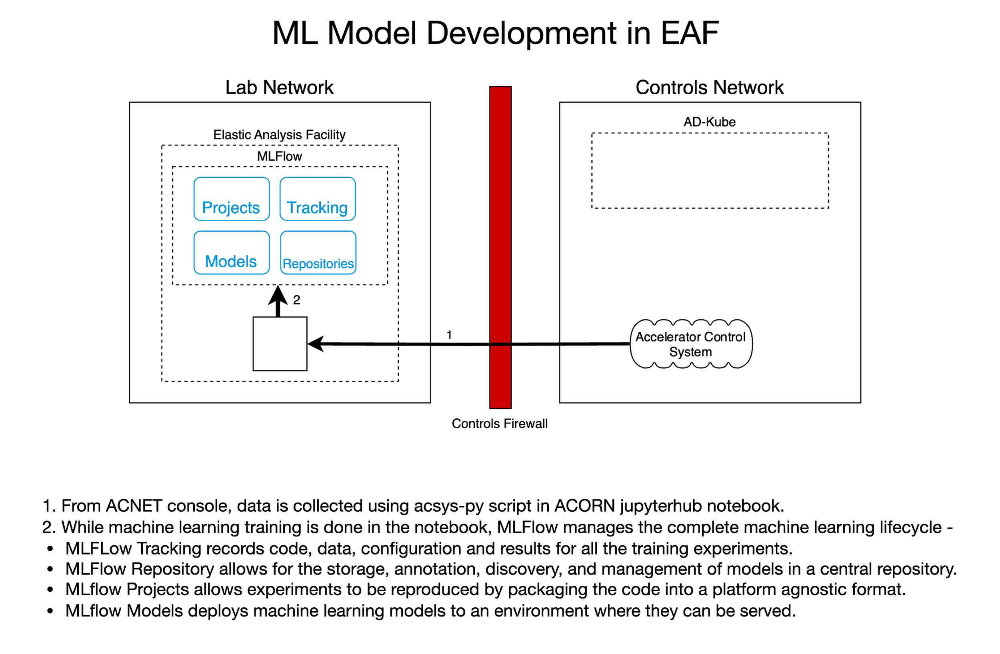 ML Model Development in EAF
Lab Network
Controls Network
AD-Kube
Elastic Analysis Facility
MLFlow
Projects
Tracking
Models
Repositories
2
1
Accelerator Control
System
Controls Firewall
1. From ACNET console, data is collected using acsys-py script in ACORN jupyterhub notebook.
2. While machine learning training is done in the notebook, MLFlow manages the complete machine learning lifecycle -
• MLFLow Tracking records code, data, configuration and results for all the training experiments.
• MLFlow Repository allows for the storage, annotation, discovery, and management of models in a central repository.
• MLflow Projects allows experiments to be reproduced by packaging the code into a platform agnostic format.
• MLflow Models deploys machine learning models to an environment where they can be served.